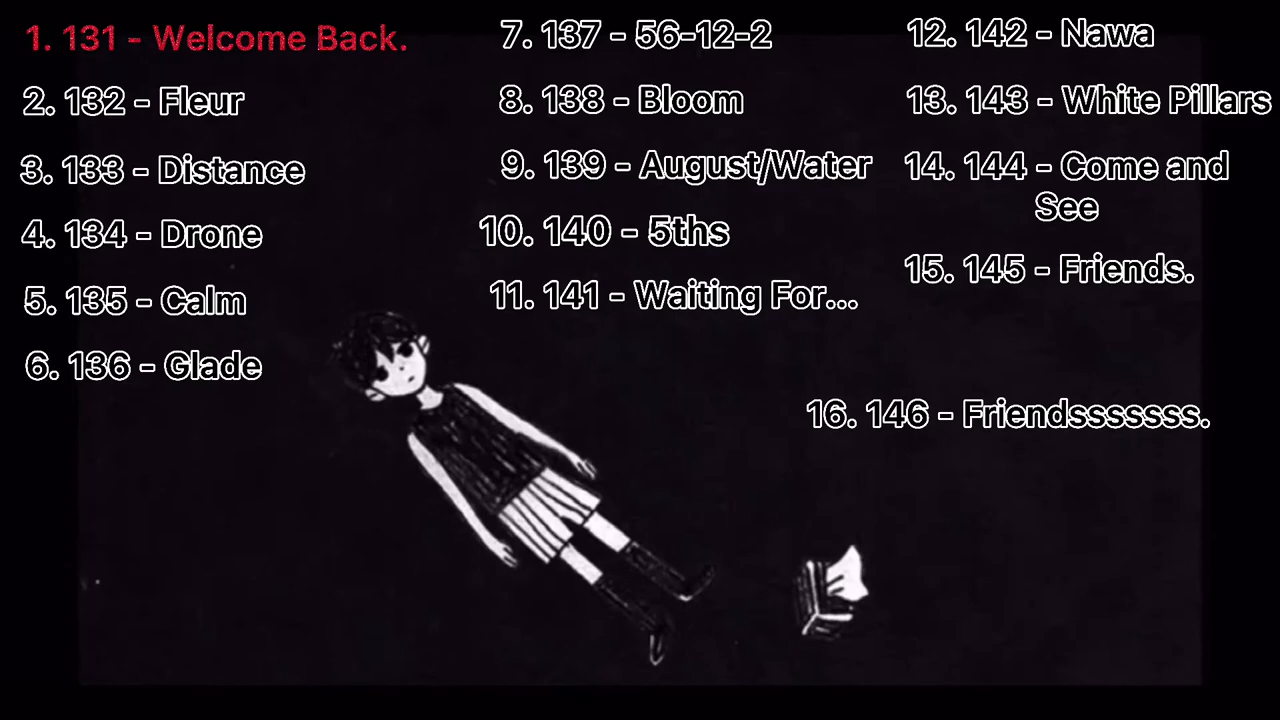 1. 131 - Welcome Back.
2. 132 - Fleur
3. 133 - Distance
4. 134 - Drone
5. 135 - Calm
6. 136 - Glade
7. 137 - 56-12-2
8. 138 - Bloom
9. 139 - August/Water
10. 140 - 5ths
11. 141 - Waiting For...
12. 142 - Nawa
13. 143 - White Pillars
14. 144 - Come and
See
15. 145 - Friends.
16. 146 - Friendsssssss.